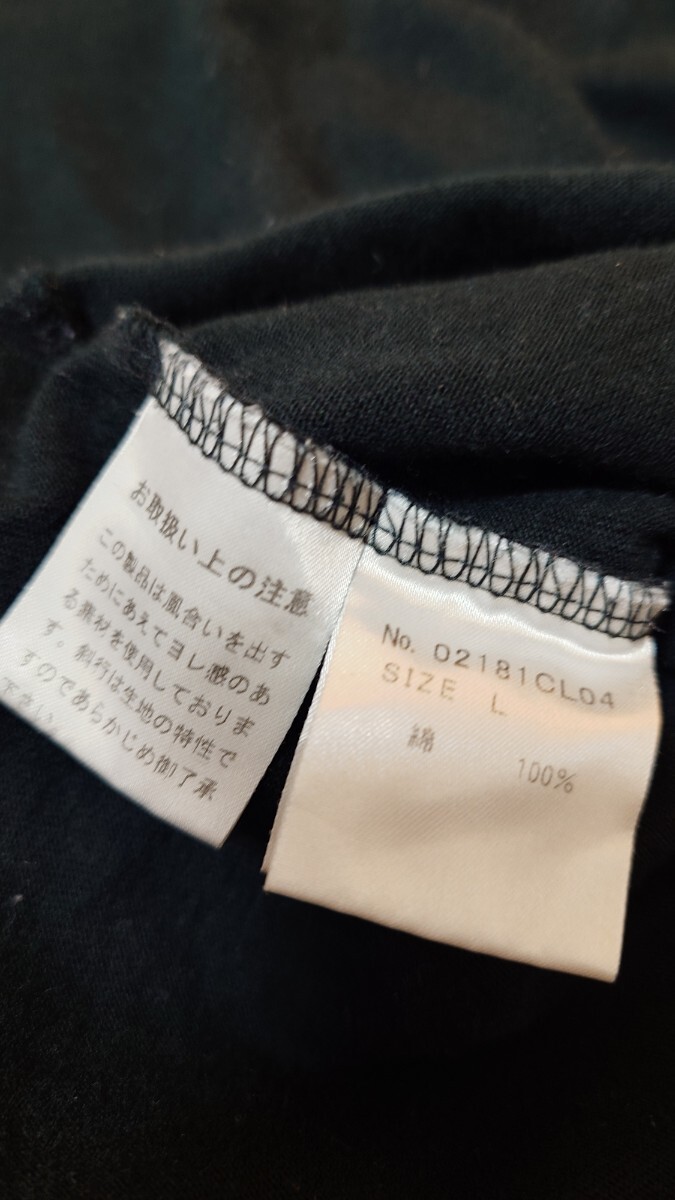 お取扱い上の注意
この製品は風合いを出す
ためにあえてヨレ感のあ
る素材を使用しておりま
す。斜行は生地の特性で
すのであらかじめ御了承
下さい。
No. 02181CL04
SIZE L
綿 100%